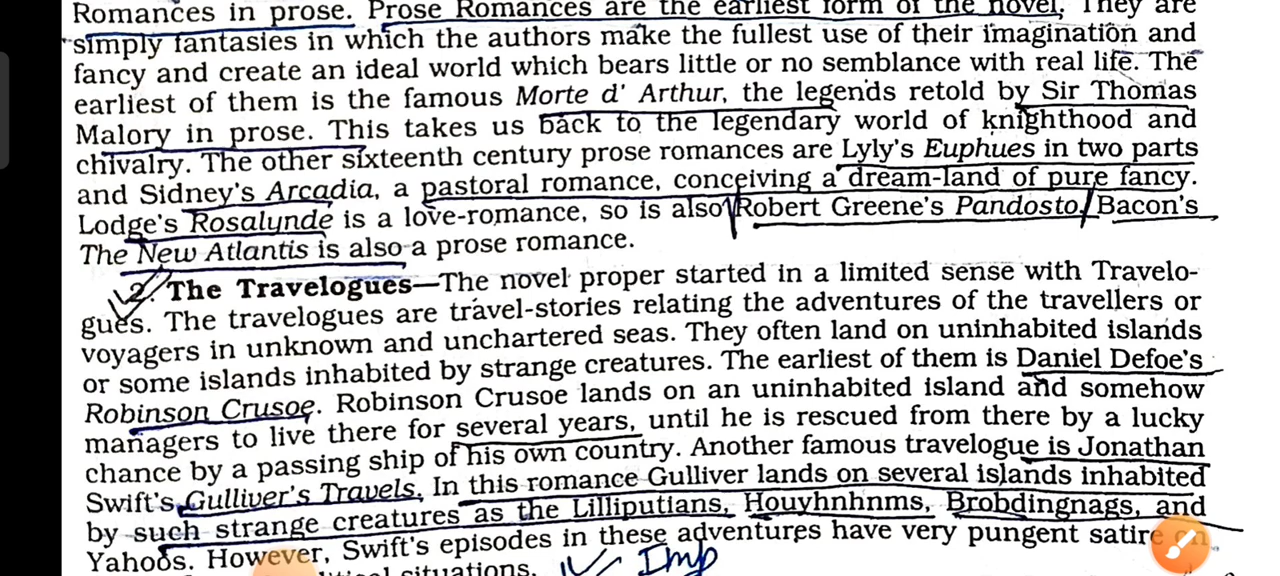 Romances in prose. Prose Romances are the earliest form of the novel. They are
simply fantasies in which the authors make the fullest use of their imagination and
fancy and create an ideal world which bears little or no semblance with real life. The
earliest of them is the famous Morte d' Arthur, the legends retold by Sir Thomas
Malory in prose. This takes us back to the legendary world of knighthood and
chivalry. The other sixteenth century prose romances are Lyly's Euphues in two parts
and Sidney's Arcadia, a pastoral romance, conceiving a dream-land of pure fancy.
Lodge's Rosalynde is a love-romance, so is also Robert Greene's Pandosto. Bacon's
The New Atlantis is also a prose romance.
2. The Travelogues—The novel proper started in a limited sense with Travelo-
gues. The travelogues are travel-stories relating the adventures of the travellers or
voyagers in unknown and unchartered seas. They often land on uninhabited islands
or some islands inhabited by strange creatures. The earliest of them is Daniel Defoe's
Robinson Crusoe. Robinson Crusoe lands on an uninhabited island and somehow
managers to live there for several years, until he is rescued from there by a lucky
chance by a passing ship of his own country. Another famous travelogue is Jonathan
Swift's Gulliver's Travels. In this romance Gulliver lands on several islands inhabited
by such strange creatures as the Lilliputians, Houyhnhnms, Brobdingnags, and
Yahoos. However, Swift's episodes in these adventures have very pungent satire on
situations.
Imp